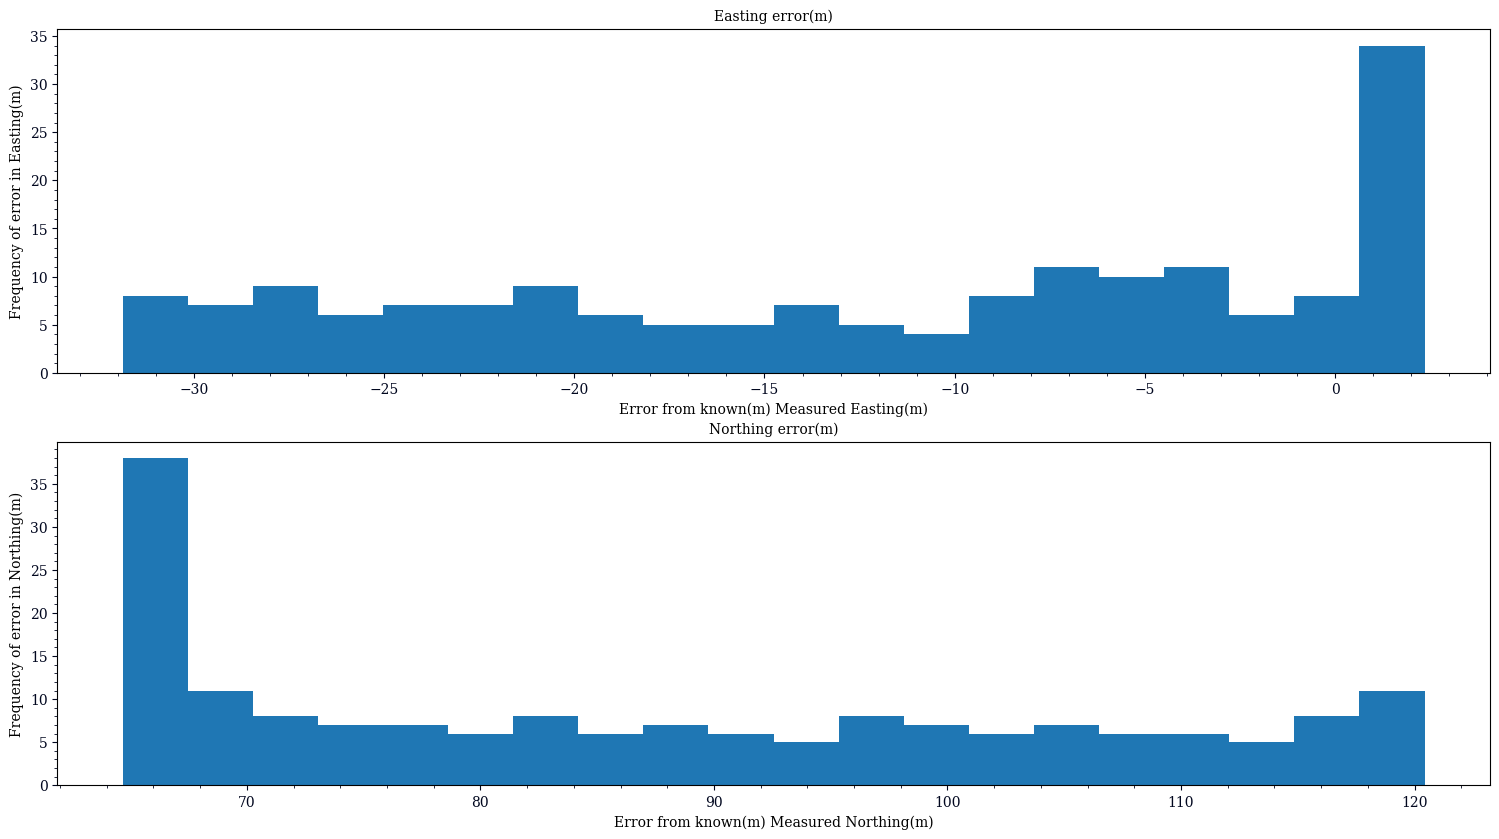 Easting error(m)
Frequency of error in Easting(m)
35
30
25
20
15
10
5
0
−30 −25 −20 −15 −10 −5 0
Error from known(m) Measured Easting(m)
Northing error(m)
Frequency of error in Northing(m)
35
30
25
20
15
10
5
0
70 80 90 100 110 120
Error from known(m) Measured Northing(m)